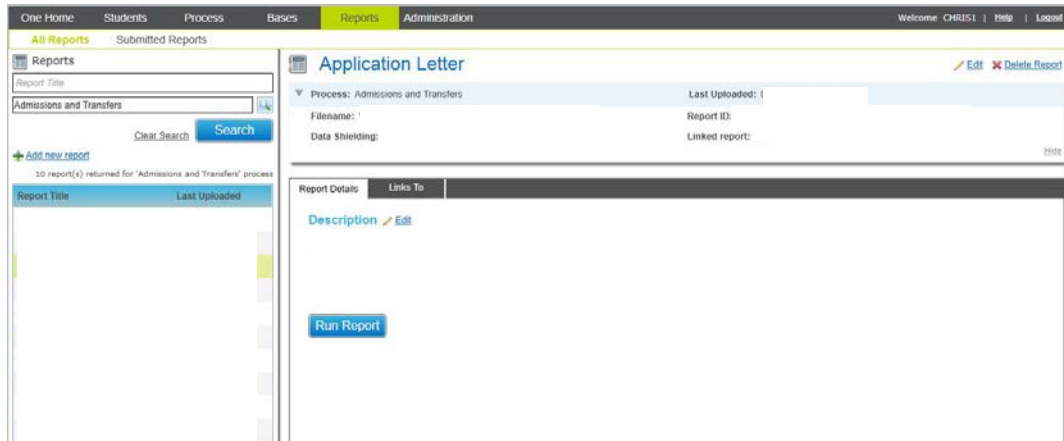 One Home Students Process Bases Reports Administration Welcome CHRIS1 | Help | Logout
All Reports Submitted Reports
Reports
Report Title
Admissions and Transfers
Clear Search Search
Add new report
10 report(s) returned for 'Admissions and Transfers' process
Report Title Last Uploaded
Application Letter Edit Delete Report
Process: Admissions and Transfers Last Uploaded:
Filename: Report ID:
Data Shielding: Linked report:
Hide
Report Details Links To
Description Edit
Run Report